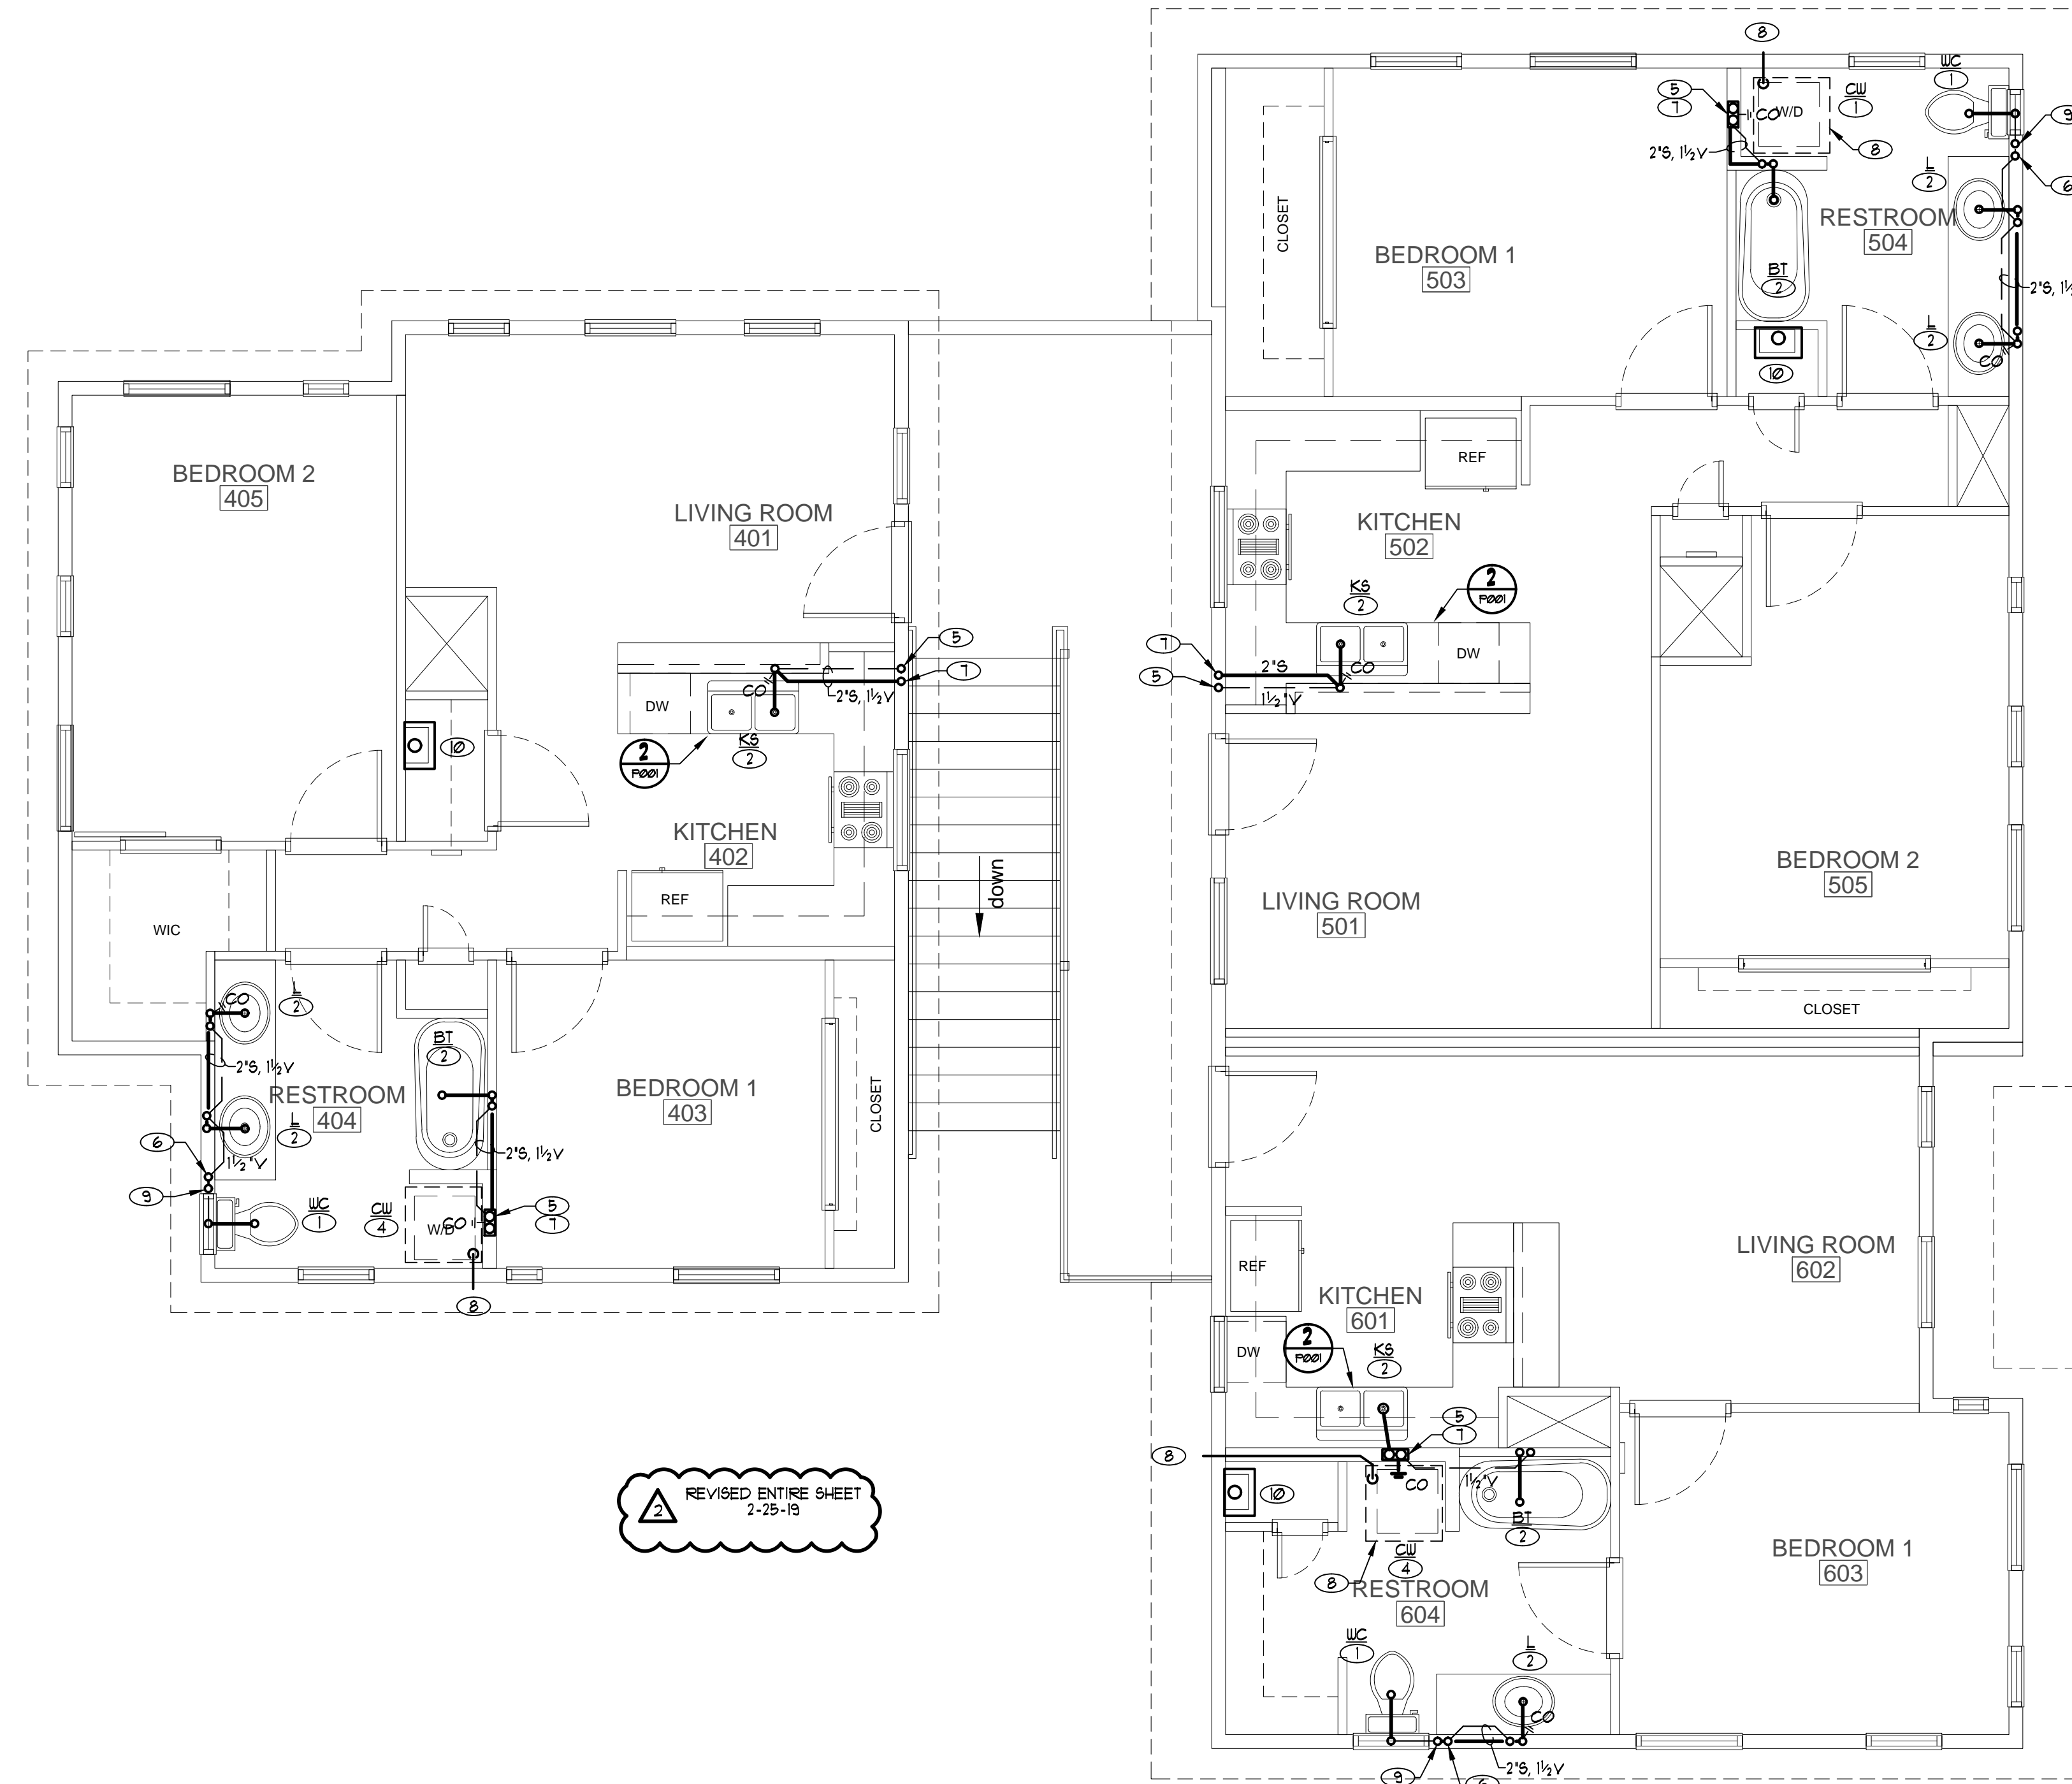 8
WC
1
5
7
CO
W/D
CW
1
9
8
2"S, 1½V
6
L
2
CLOSET
RESTROOM
504
BEDROOM 1
503
BT
2
2"S, 1½
L
2
CO
10
BEDROOM 2
405
LIVING ROOM
401
REF
KITCHEN
502
KS
2
2
P001
DW
7
2"S
CO
5
1½"V
5
7
CO
2"S, 1½V
DW
KS
2
2
P001
10
KITCHEN
402
REF
down
WIC
BEDROOM 2
505
LIVING ROOM
501
CLOSET
CO
L
2
2"S, 1½V
BT
2
RESTROOM
404
L
2
BEDROOM 1
403
CLOSET
6
1½"V
2"S, 1½V
9
WC
1
CW
4
W/D
CO
5
7
8
REF
LIVING ROOM
602
KITCHEN
601
DW
2
P001
KS
2
5
7
8
10
CO
1½"V
BT
2
CW
4
8
RESTROOM
604
BEDROOM 1
603
WC
1
L
2
CO
2"S, 1½V
9
6
2
REVISED ENTIRE SHEET
2-25-19